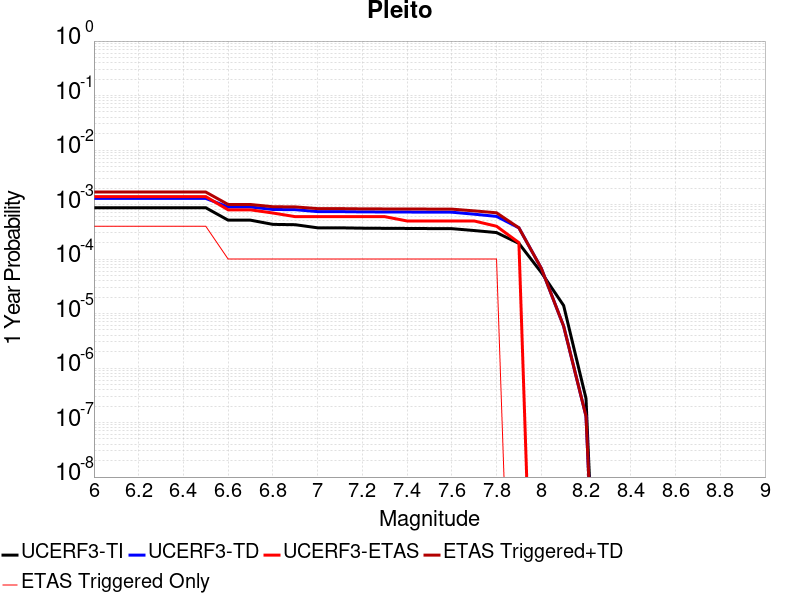 Pleito
10^0
10^-1
10^-2
10^-3
10^-4
10^-5
10^-6
10^-7
10^-8
1 Year Probability
6 6.2 6.4 6.6 6.8 7 7.2 7.4 7.6 7.8 8 8.2 8.4 8.6 8.8 9
Magnitude
UCERF3-TI UCERF3-TD UCERF3-ETAS ETAS Triggered+TD
ETAS Triggered Only